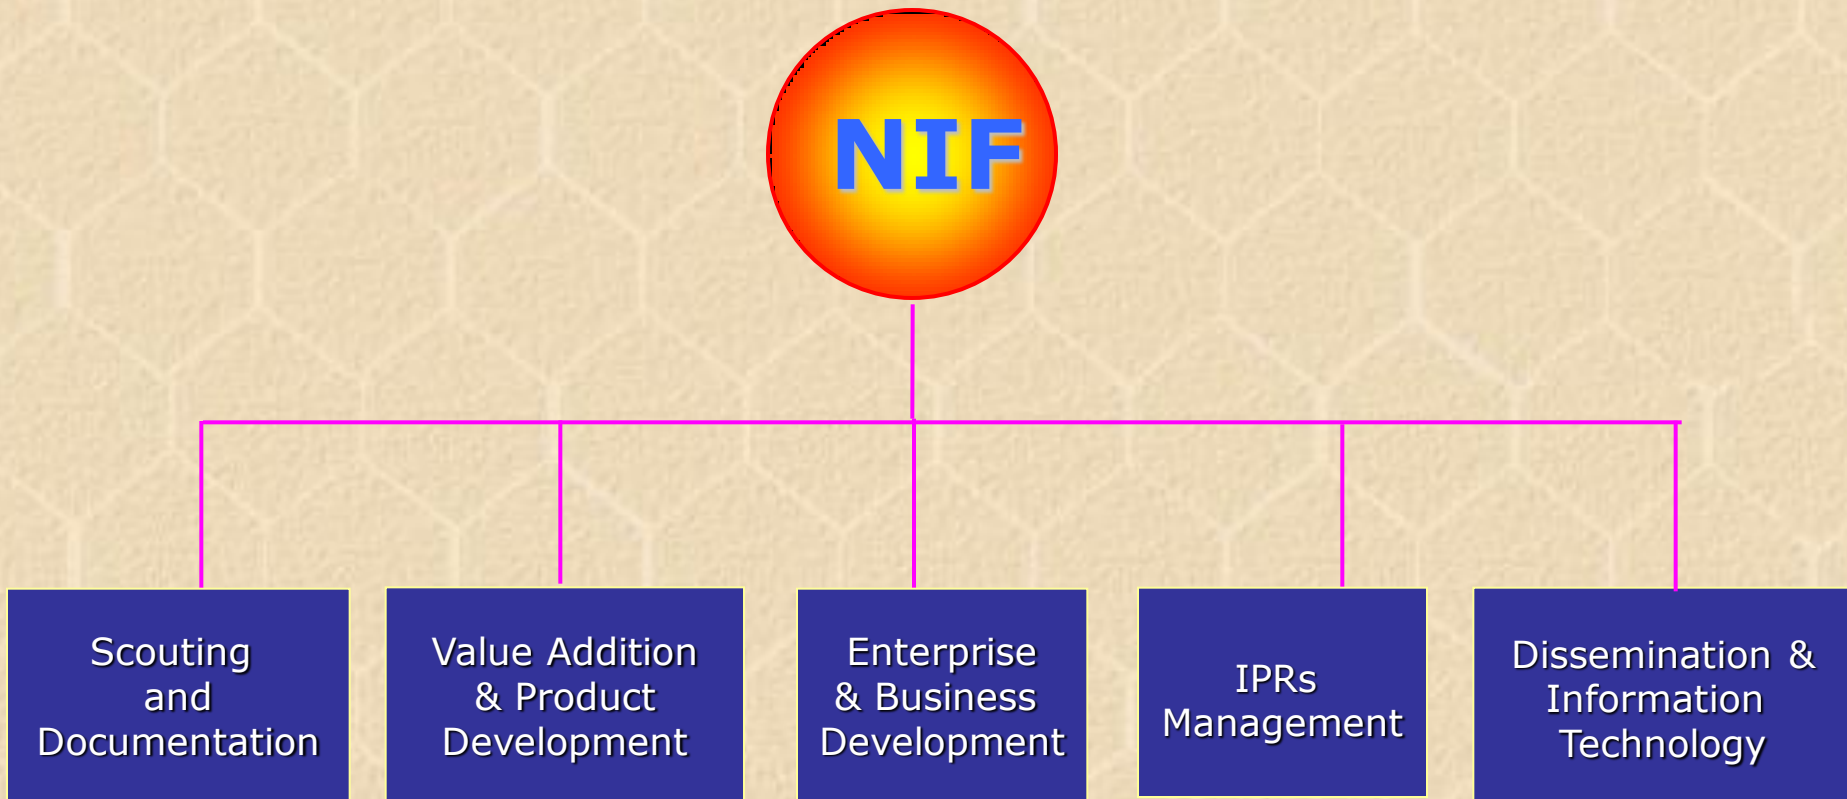 NIF
Scouting
and
Documentation
Value Addition
& Product
Development
Enterprise
& Business
Development
IPRs
Management
Dissemination &
Information
Technology